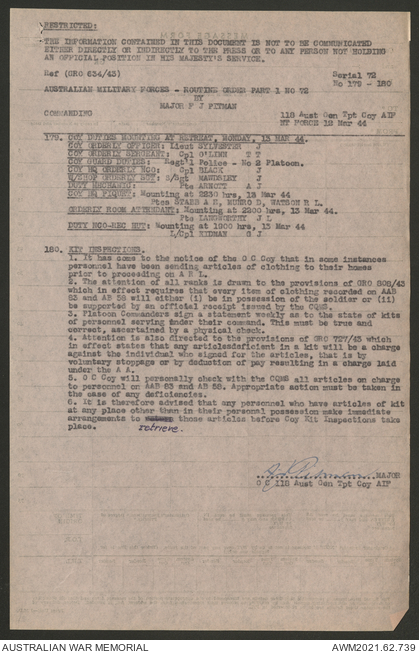 RESTRICTED:
THE INFORMATION CONTAINED IN THIS DOCUMENT IS NOT TO BE COMMUNICATED
EITHER DIRECTLY OR INDIRECTLY TO THE PRESS OR TO ANY PERSON NOT HOLDING
AN OFFICIAL POSITION IN HIS MAJESTY'S SERVICE.
Ref (GRO 634/43) Serial 72
No 179 - 180
AUSTRALIAN MILITARY FORCES - ROUTINE ORDER PART 1 NO 72
BY
MAJOR F J PITMAN
118 Aust Gen Tpt Coy AIF
COMMANDING NT FORCE 12 Mar 44
179. COY DUTIES MOUNTING AT RETREAT, MONDAY, 13 MAR 44.
COY ORDERLY OFFICER: Lieut SYLVESTER J
COY ORDERLY SERGEANT: Cpl G'LINN T T
COY GUARD DUTIES: Regt'l Police - No 2 Platoon.
COY HQ ORDERLY NCO: Cpl BLACK J
W/SHOP ORDERLY NCO: S/Sgt MAWDSLEY J
DUTY MECHANIC: Pte ARNOTT A J
COY HQ PIQUET: Mounting at 2230 hrs, 13 Mar 44
Ptes STABB A E, MUNRO D, WATSON R L.
ORDERLY ROOM ATTENDANT: Mounting at 2200 hrs, 13 Mar 44.
Pte LANGWORTHY J L
DUTY NCO-REC HUT: Mounting at 1900 hrs, 13 Mar 44
L/Cpl KIDMAN G J
180. KIT INSPECTIONS.
1. It has come to the notice of the O C Coy that in some instances
personnel have been sending articles of clothing to their homes
prior to proceeding on A R L.
2. The attention of all ranks is drawn to the provisions of GRO 508/43
which in effect requires that every item of clothing recorded on AAB
83 and AB 58 will either (i) be in possession of the soldier or (ii)
be supported by an official receipt issued by the CQMS.
3. Platoon Commanders sign a statement weekly as to the state of kits
of personnel serving under their command. This must be true and
correct, ascertained by a physical check.
4. Attention is also directed to the provisions of GRO 727/43 which
in effect states that any articlesdeficient in a kit will be a charge
against the individual who signed for the articles, that is by
voluntary stoppage or by deduction of pay resulting in a charge laid
under the A A.
5. O C Coy will personally check with the CQMS all articles on charge
to personnel on AAB 83 and AB 58. Appropriate action must be taken in
the case of any deficiencies.
6. It is therefore advised that any personnel who have articles of kit
at any place other than in their personal possession make immediate
arrangements to those articles before Coy Kit Inspections take
place. retrieve.
MAJOR
O C 118 Aust Gen Tpt Coy AIF
AUSTRALIAN WAR MEMORIAL AWM2021.62.739